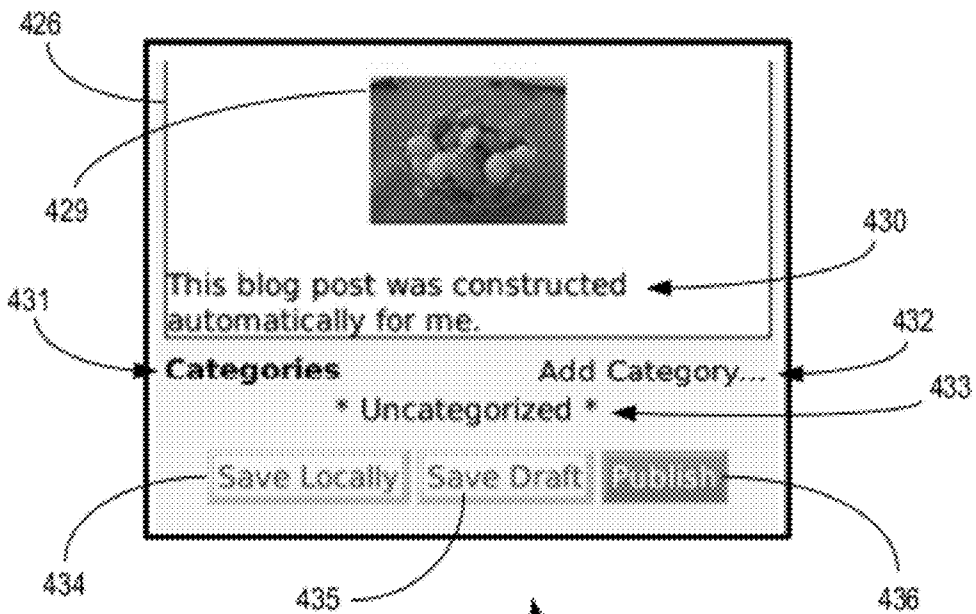 426
429
430
This blog post was constructed
automatically for me.
431
432
Categories
Add Category...
433
* Uncategorized *
Save Locally
Save Draft
Publish
434
435
436